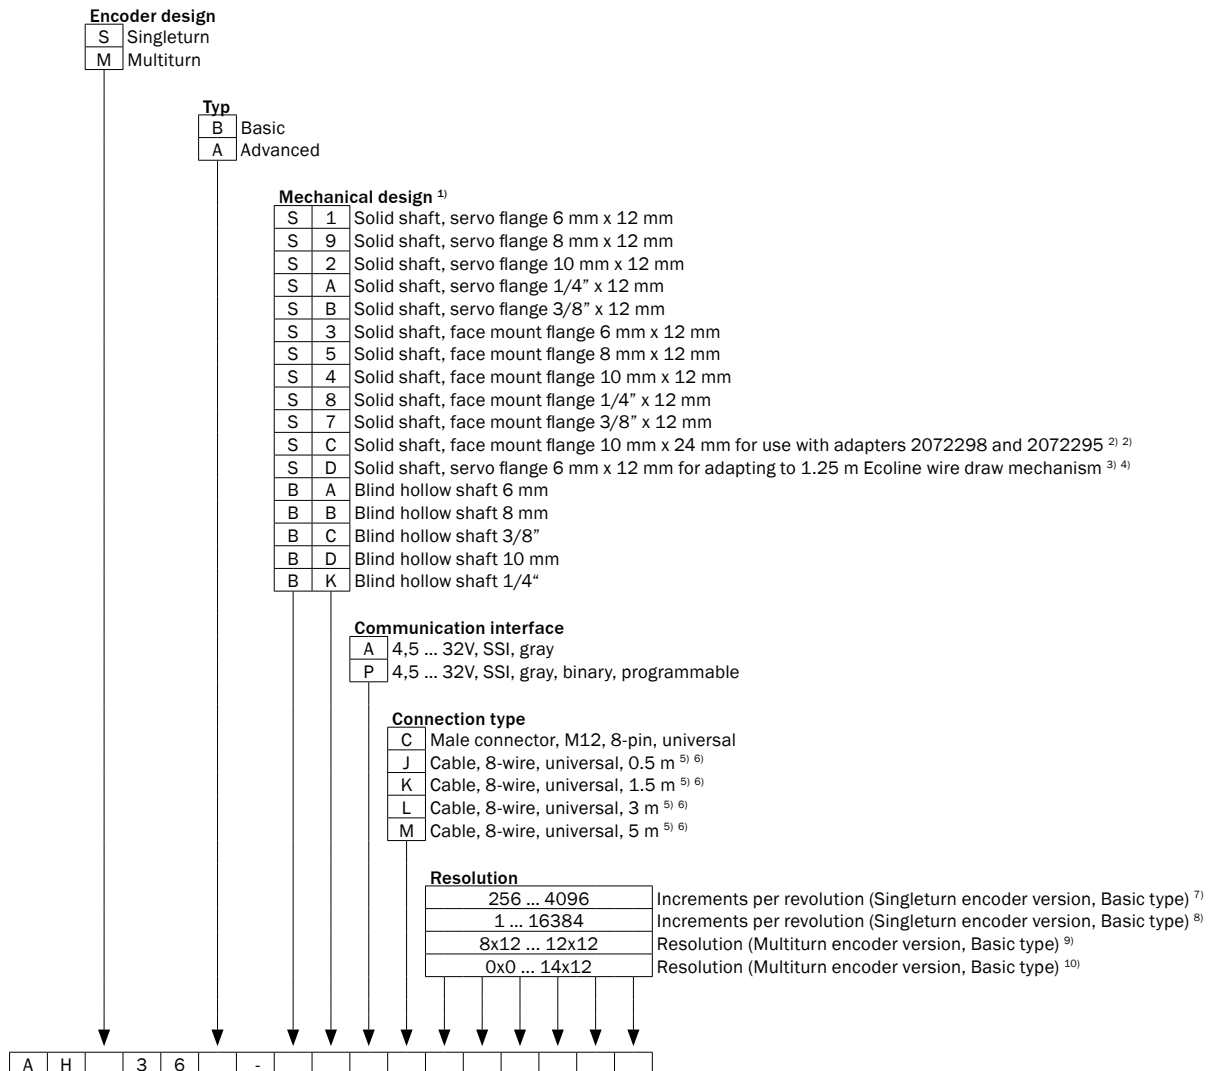 Encoder design
S Singleturn
M Multiturn
Typ
B Basic
A Advanced
Mechanical design 1)
S 1 Solid shaft, servo flange 6 mm x 12 mm
S 9 Solid shaft, servo flange 8 mm x 12 mm
S 2 Solid shaft, servo flange 10 mm x 12 mm
S A Solid shaft, servo flange 1/4” x 12 mm
S B Solid shaft, servo flange 3/8” x 12 mm
S 3 Solid shaft, face mount flange 6 mm x 12 mm
S 5 Solid shaft, face mount flange 8 mm x 12 mm
S 4 Solid shaft, face mount flange 10 mm x 12 mm
S 8 Solid shaft, face mount flange 1/4” x 12 mm
S 7 Solid shaft, face mount flange 3/8” x 12 mm
S C Solid shaft, face mount flange 10 mm x 24 mm for use with adapters 2072298 and 2072295 2) 2)
S D Solid shaft, servo flange 6 mm x 12 mm for adapting to 1.25 m Ecoline wire draw mechanism 3) 4)
B A Blind hollow shaft 6 mm
B B Blind hollow shaft 8 mm
B C Blind hollow shaft 3/8”
B D Blind hollow shaft 10 mm
B K Blind hollow shaft 1/4“
Communication interface
A 4,5 ... 32V, SSI, gray
P 4,5 ... 32V, SSI, gray, binary, programmable
Connection type
C Male connector, M12, 8-pin, universal
J Cable, 8-wire, universal, 0.5 m 5) 6)
K Cable, 8-wire, universal, 1.5 m 5) 6)
L Cable, 8-wire, universal, 3 m 5) 6)
M Cable, 8-wire, universal, 5 m 5) 6)
Resolution
256 ... 4096 Increments per revolution (Singleturn encoder version, Basic type) 7)
1 ... 16384 Increments per revolution (Singleturn encoder version, Basic type) 8)
8x12 ... 12x12 Resolution (Multiturn encoder version, Basic type) 9)
0x0 ... 14x12 Resolution (Multiturn encoder version, Basic type) 10)
A H 3 6 -